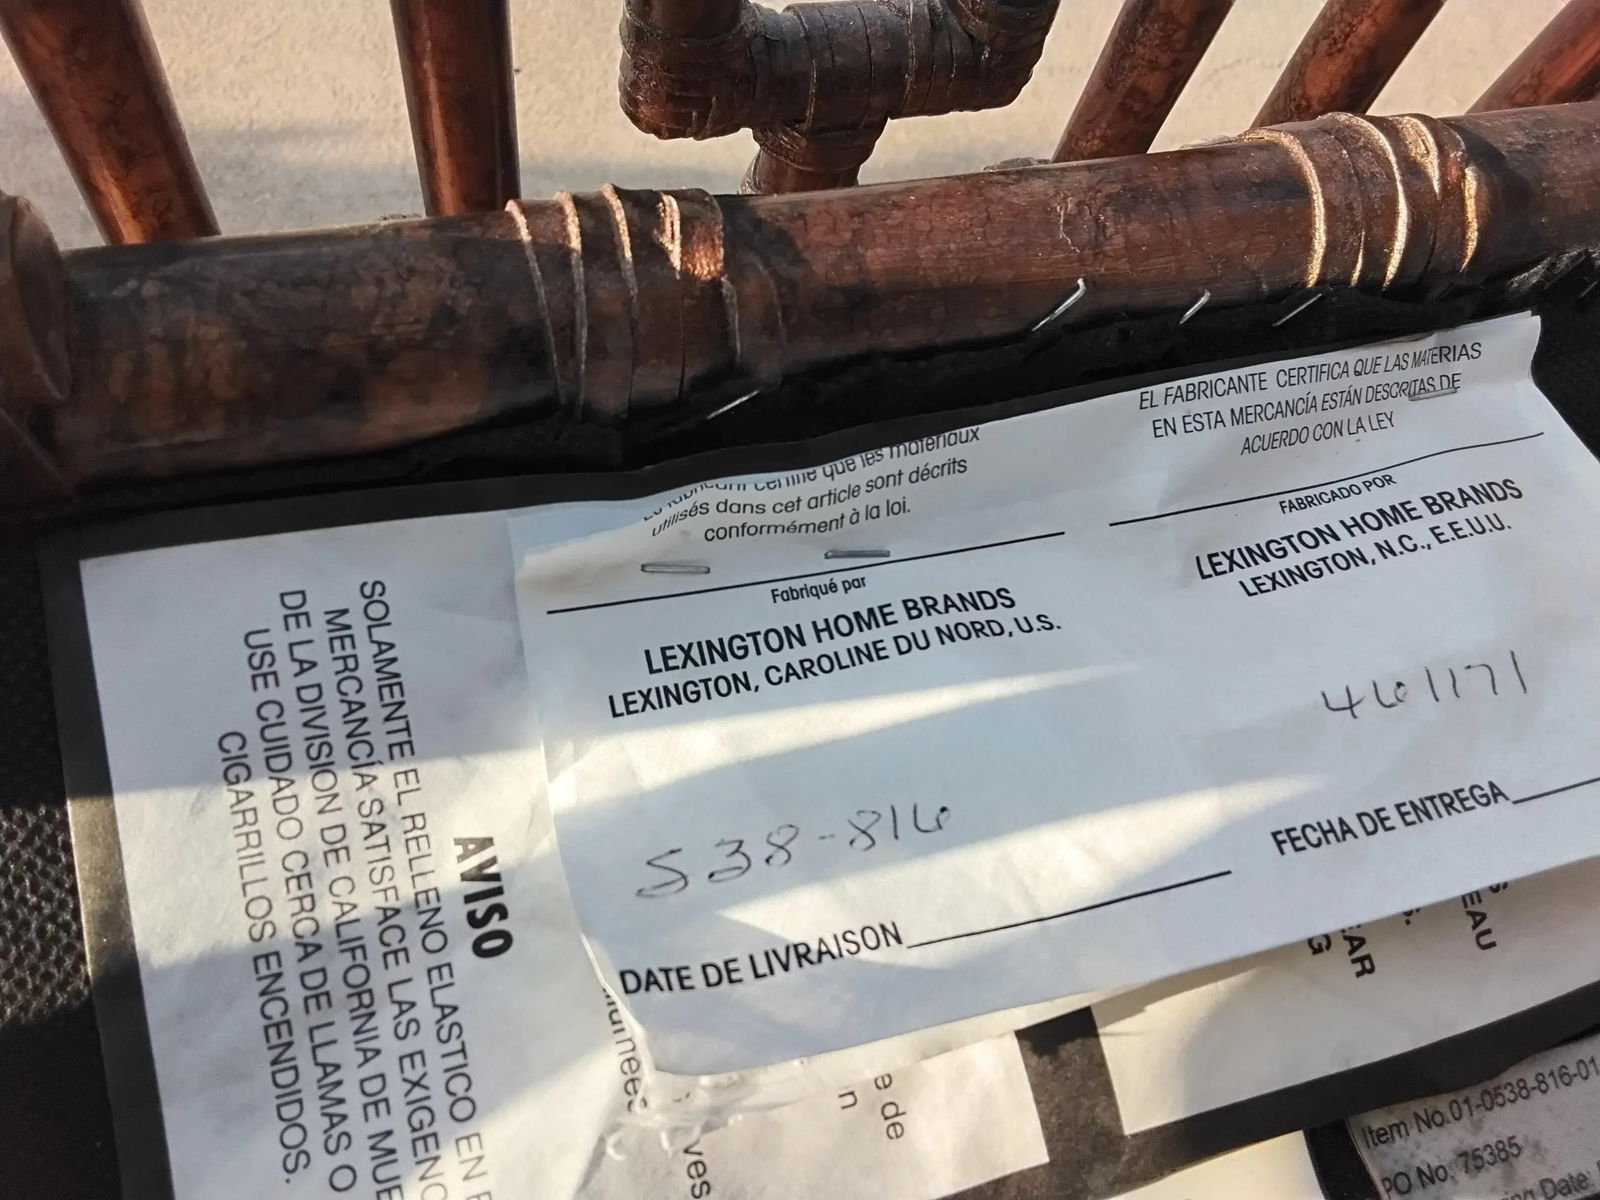 utilisés dans cet article sont décrits
conformément à la loi.
Fabriqué par
LEXINGTON HOME BRANDS
LEXINGTON, CAROLINE DU NORD, U.S.
538-816
DATE DE LIVRAISON
EL FABRICANTE CERTIFICA QUE LAS MATERIAS
EN ESTA MERCANCÍA ESTÁN DESCRITAS DE
ACUERDO CON LA LEY
FABRICADO POR
LEXINGTON HOME BRANDS
LEXINGTON, N.C., E.E.U.U.
461171
FECHA DE ENTREGA
AVISO
SOLAMENTE EL RELLENO ELASTICO EN
MERCANCÍA SATISFACE LAS
DE LA DIVISION DE CALIFORNIA DE
USE CUIDADO CERCA DE LLAMAS O
CIGARRILLOS ENCENDIDOS.
de
Item No.01-0538-816-01
PO No. 75385
Date: